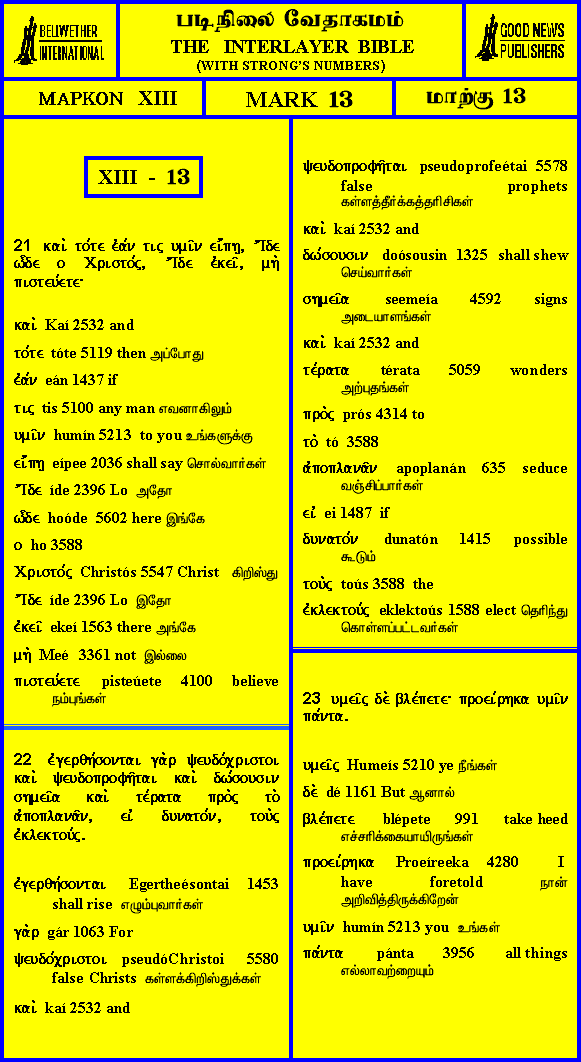 BELLWETHER
INTERNATIONAL
படிநிலை வேதாகமம்
THE INTERLAYER BIBLE
(WITH STRONG'S NUMBERS)
GOOD NEWS
PUBLISHERS
ΜΑΡΚΟΝ XIII
MARK 13
மாற்கு 13
XIII - 13
21 καὶ τότε ἐάν τις υμῖν εἴπῃ, Ἴδε
ὧδε ο Χριστός, Ἴδε ἐκεῖ, μὴ
πιστεύετε·
καὶ Kaí 2532 and
τότε tóte 5119 then அப்போது
ἐάν eán 1437 if
τις tis 5100 any man எவனாகிலும்
υμῖν humín 5213 to you உங்களுக்கு
εἴπῃ eípee 2036 shall say சொல்வார்கள்
Ἴδε íde 2396 Lo அதோ
ὧδε hoóde 5602 here இங்கே
ο ho 3588
Χριστός Christós 5547 Christ கிறிஸ்து
Ἴδε íde 2396 Lo இதோ
ἐκεῖ ekeí 1563 there அங்கே
μὴ Meé 3361 not இல்லை
πιστεύετε pisteúete 4100 believe
நம்புங்கள்
22 ἐγερθήσονται γὰρ ψευδόχριστοι
καὶ ψευδοπροφῆται καὶ δώσουσιν
σημεῖα καὶ τέρατα πρὸς τὸ
ἀποπλανᾶν, εἰ δυνατόν, τοὺς
ἐκλεκτούς.
ἐγερθήσονται Egertheésontai 1453
shall rise எழும்புவார்கள்
γὰρ gár 1063 For
ψευδόχριστοι pseudóChristoi 5580
false Christs கள்ளக்கிறிஸ்துக்கள்
καὶ kaí 2532 and
ψευδοπροφῆται pseudoprofeétai 5578
false prophets
கள்ளத்தீர்க்கத்தரிசிகள்
καὶ kaí 2532 and
δώσουσιν doósousin 1325 shall shew
செய்வார்கள்
σημεῖα seemeía 4592 signs
அடையாளங்கள்
καὶ kaí 2532 and
τέρατα térata 5059 wonders
அற்புதங்கள்
πρὸς prós 4314 to
τὸ tó 3588
ἀποπλανᾶν apoplanán 635 seduce
வஞ்சிப்பார்கள்
εἰ ei 1487 if
δυνατόν dunatón 1415 possible
கூடும்
τοὺς toús 3588 the
ἐκλεκτούς eklektoús 1588 elect தெரிந்து
கொள்ளப்பட்டவர்கள்
23 υμεῖς δὲ βλέπετε· προείρηκα υμῖν
πάντα.
υμεῖς Humeís 5210 ye நீங்கள்
δὲ dé 1161 But ஆனால்
βλέπετε blépete 991 take heed
எச்சரிக்கையாயிருங்கள்
προείρηκα Proeíreeka 4280 I
have foretold நான்
அறிவித்திருக்கிறேன்
υμῖν humín 5213 you உங்கள்
πάντα pánta 3956 all things
எல்லாவற்றையும்